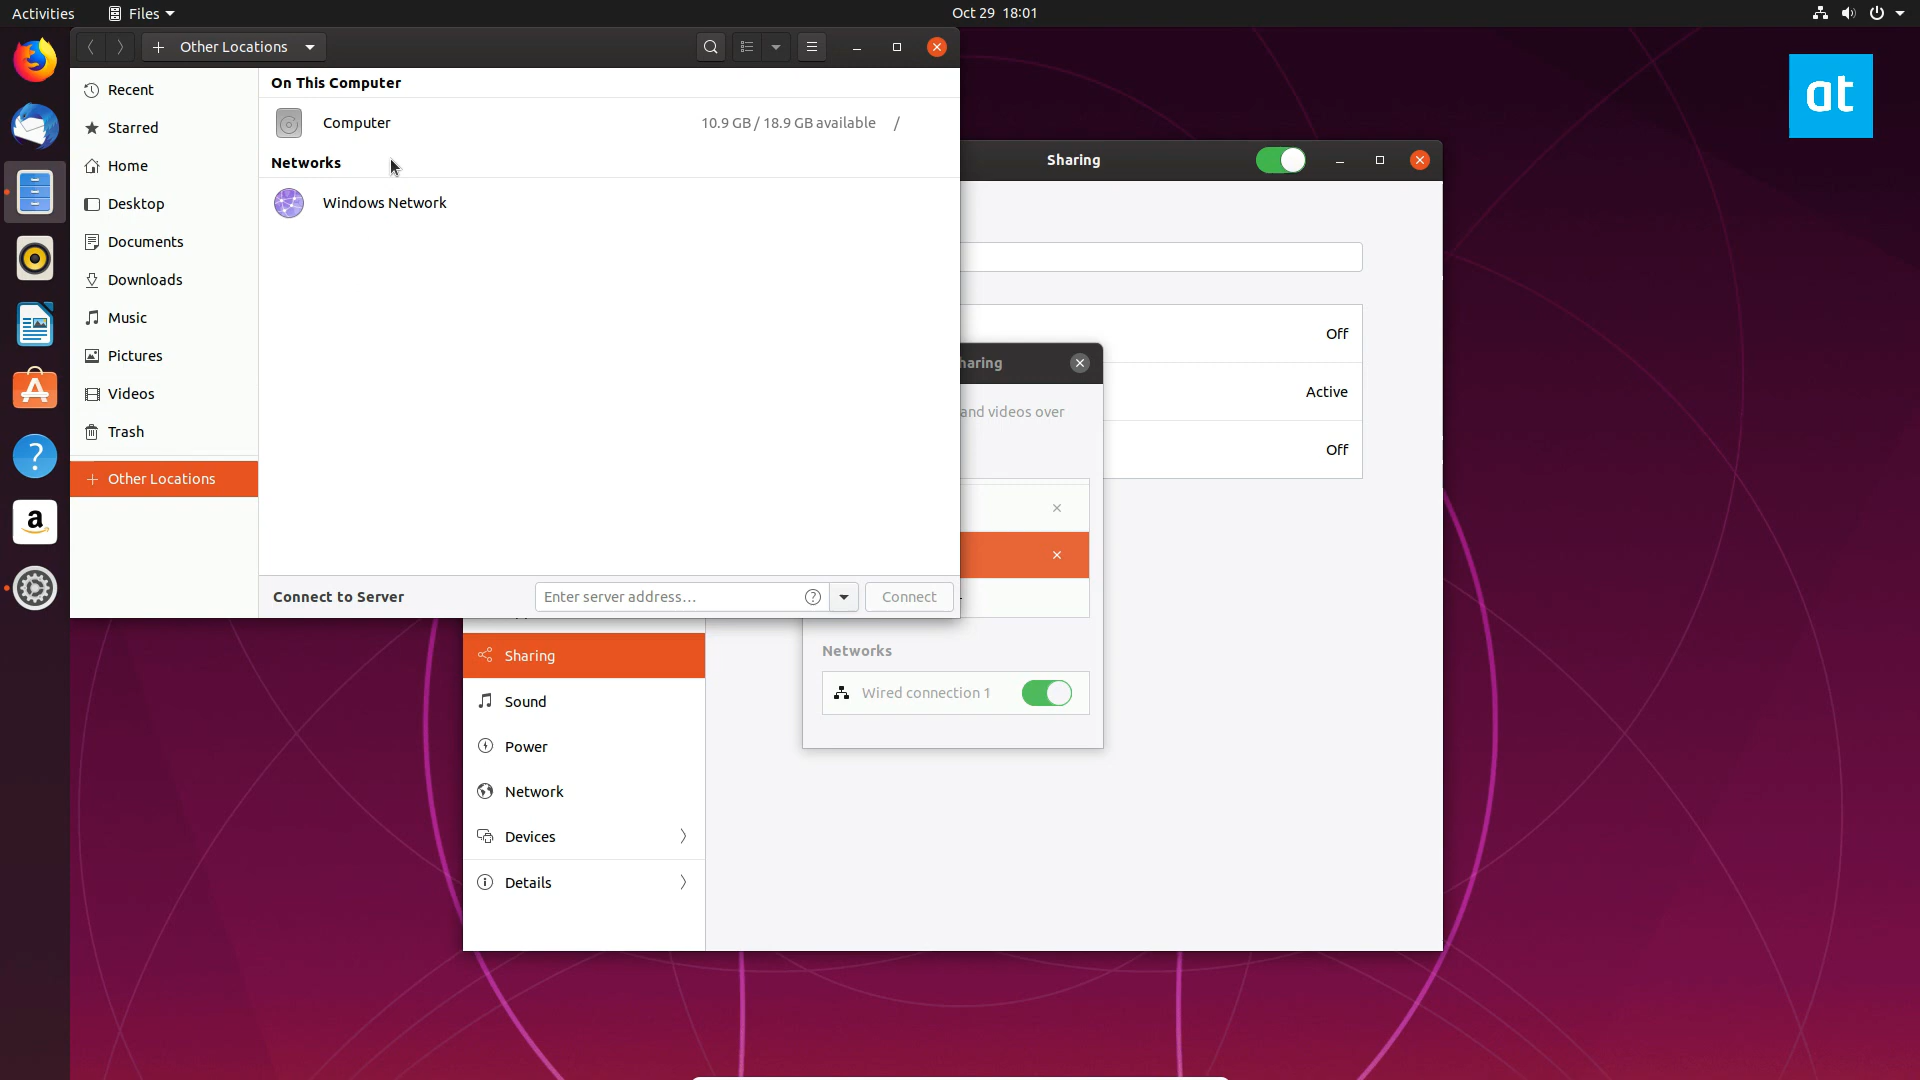 Activities
Files
Oct 29 18:01
Other Locations
Recent
Starred
Home
Desktop
Documents
Downloads
Music
Pictures
Videos
Trash
Other Locations
On This Computer
Computer
10.9 GB / 18.9 GB available
/
Networks
Windows Network
Connect to Server
Enter server address...
?
Connect
at
Sharing
Off
Active
Off
haring
and videos over
Networks
Wired connection 1
Sharing
Sound
Power
Network
Devices
Details
a
?